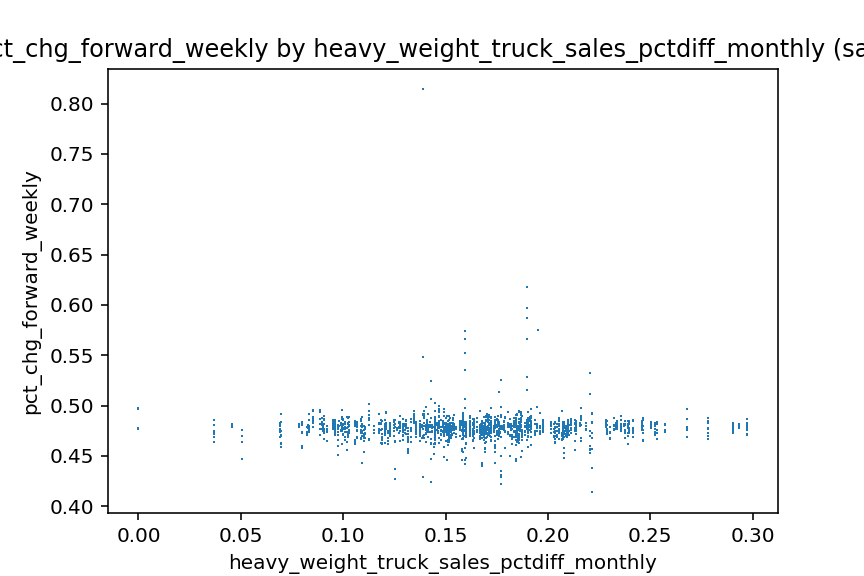 ct_chg_forward_weekly by heavy_weight_truck_sales_pctdiff_monthly (sa
0.80
0.75
0.70
0.65
0.60
0.55
0.50
0.45
0.40
pct_chg_forward_weekly
0.00 0.05 0.10 0.15 0.20 0.25 0.30
heavy_weight_truck_sales_pctdiff_monthly